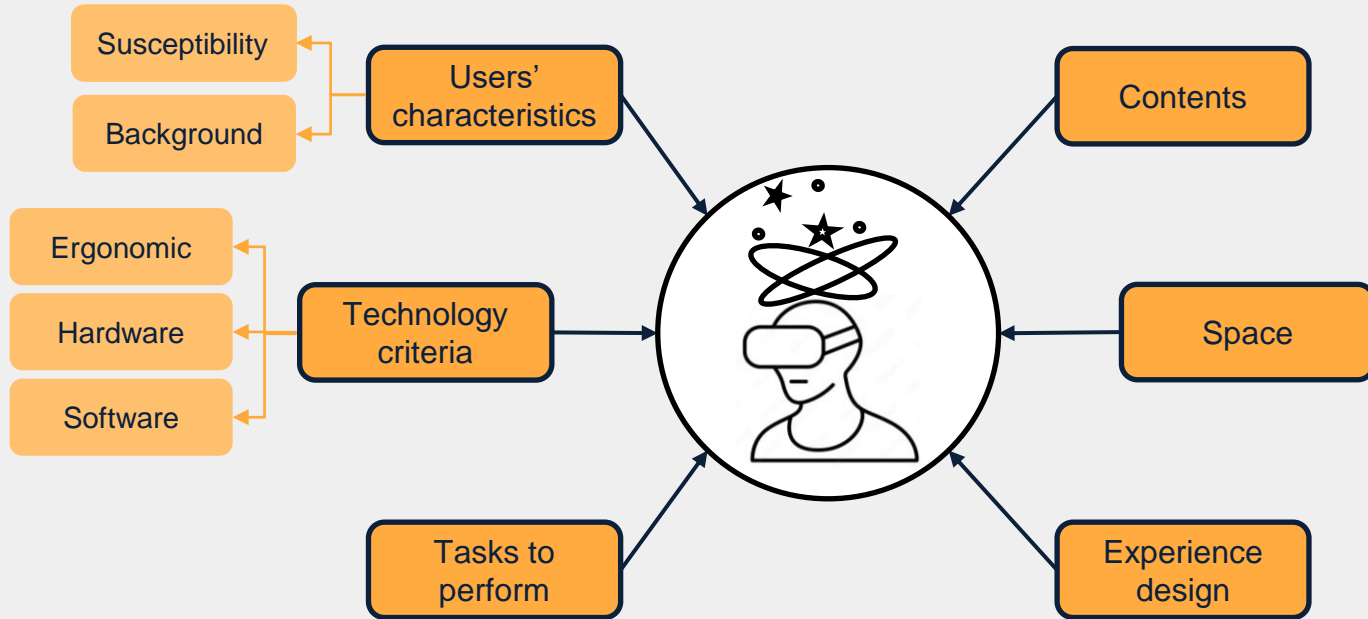 Susceptibility
Background
Users’
characteristics
Ergonomic
Hardware
Software
Technology
criteria
Tasks to
perform
Contents
Space
Experience
design